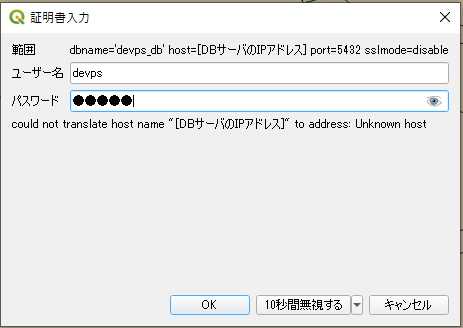 証明書入力
範囲 dbname='devps_db' host=[DBサーバのIPアドレス] port=5432 sslmode=disable
ユーザー名 devps
パスワード ●●●●●
could not translate host name "[DBサーバのIPアドレス]" to address: Unknown host
OK 10秒間無視する キャンセル